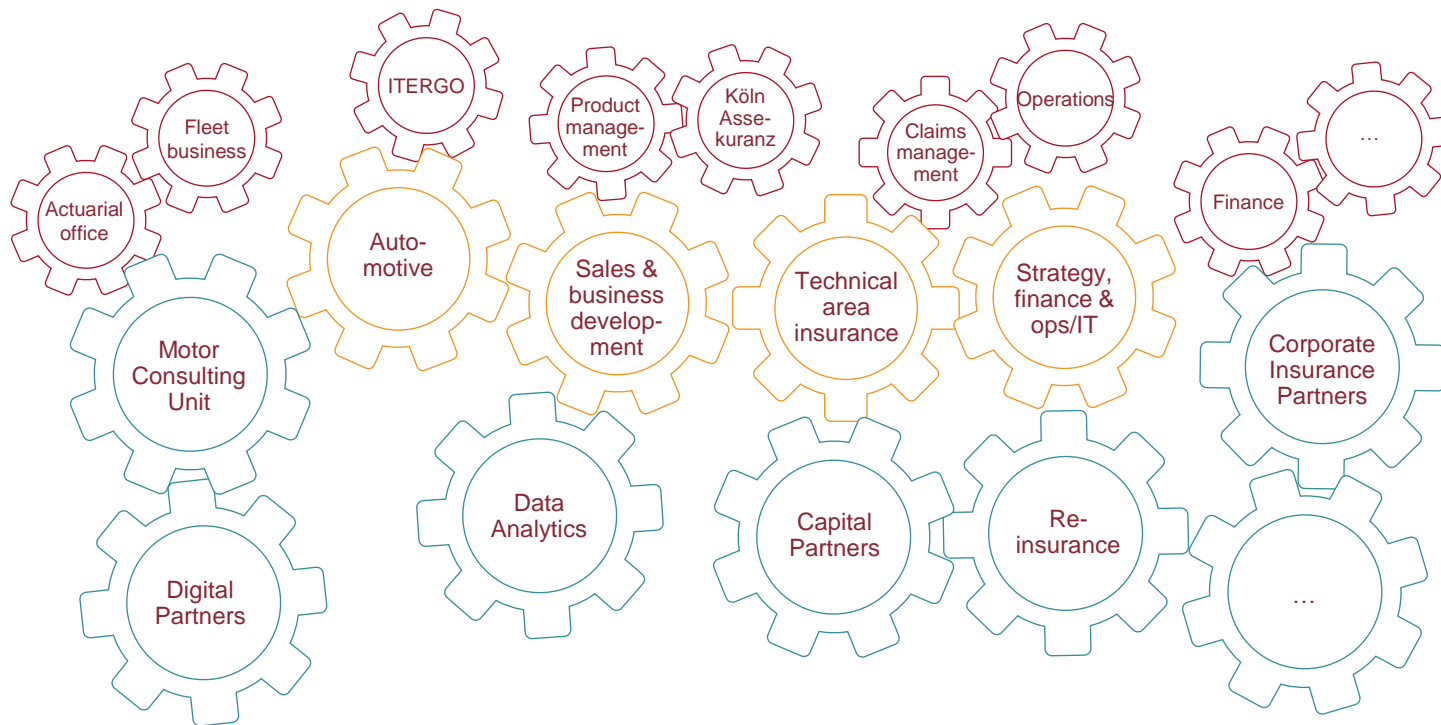 ITERGO
Fleet
business
Product
manage-
ment
Köln
Asse-
kuranz
Claims
manage-
ment
Operations
...
Actuarial
office
Finance
Auto-
motive
Sales &
business
develop-
ment
Technical
area
insurance
Strategy,
finance &
ops/IT
Motor
Consulting
Unit
Corporate
Insurance
Partners
Data
Analytics
Capital
Partners
Re-
insurance
Digital
Partners
...